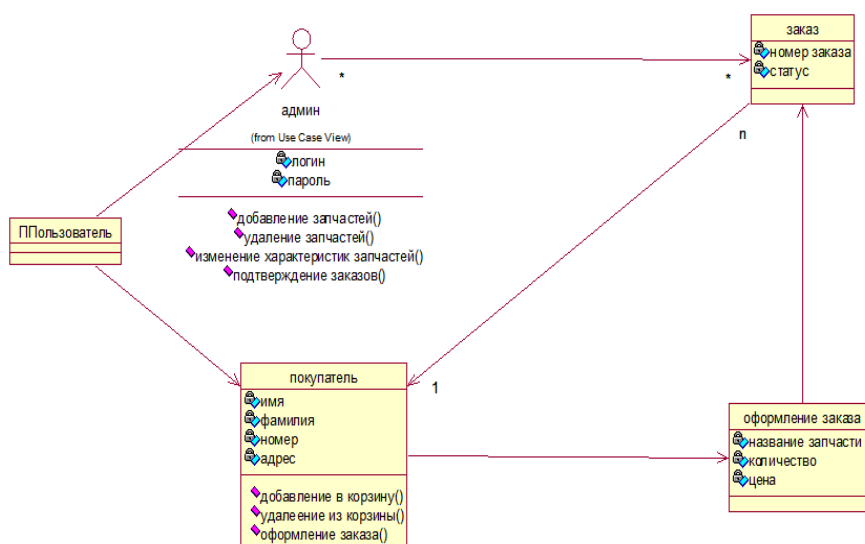 заказ
номер заказа
статус
*
*
админ
(from Use Case View)
логин
пароль
добавление запчастей()
удаление запчастей()
изменение характеристик запчастей()
подтверждение заказов()
n
ППользователь
покупатель
имя
фамилия
номер
адрес
добавление в корзину()
удалеение из корзины()
оформление заказа()
1
оформление заказа
название запчасти
количество
цена